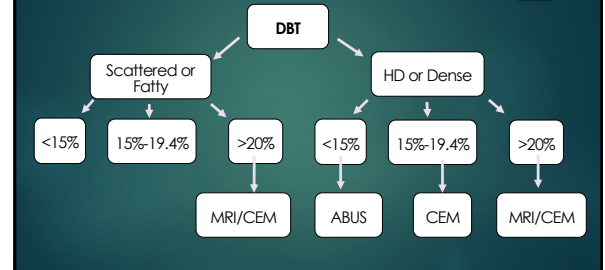 DBT
Scattered or
Fatty
HD or Dense
<15%
15%-19.4%
>20%
<15%
15%-19.4%
>20%
MRI/CEM
ABUS
CEM
MRI/CEM